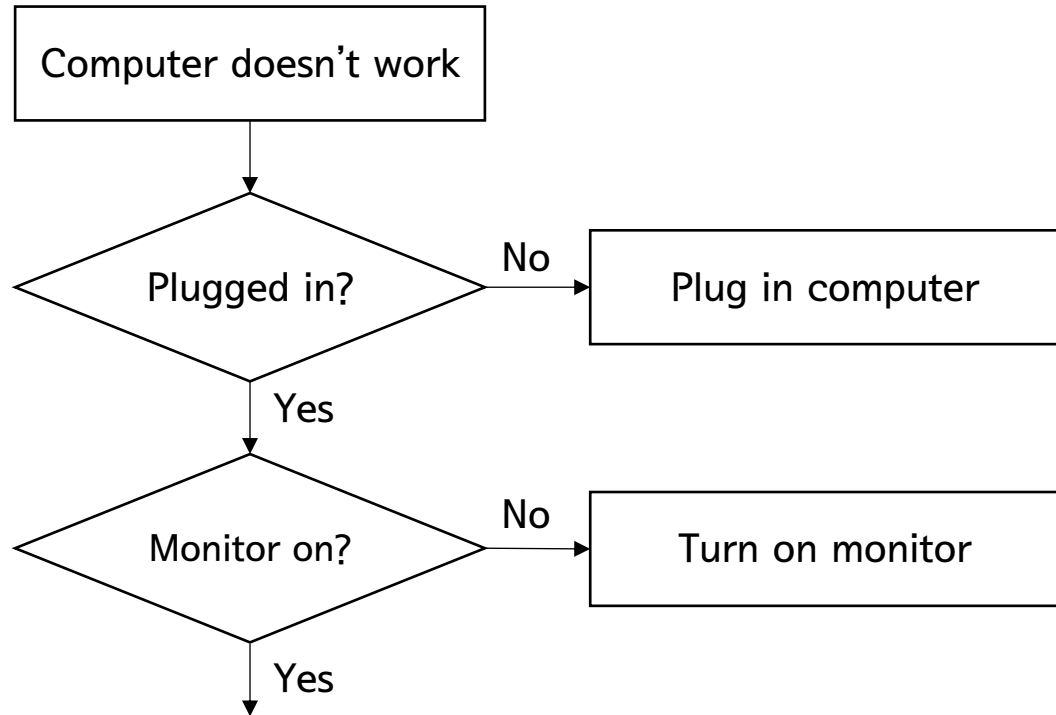 Computer doesn’t work
Plugged in?
No
Plug in computer
Yes
Monitor on?
No
Turn on monitor
Yes